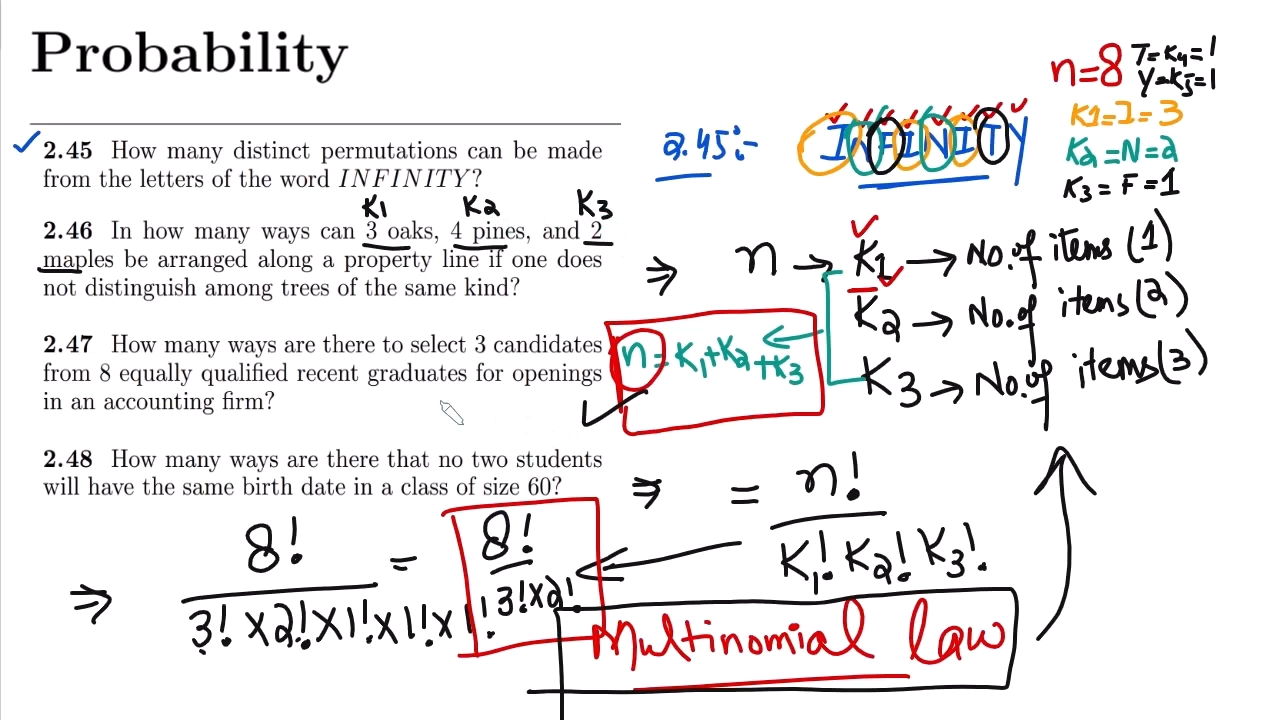 Probability
2.45 How many distinct permutations can be made
from the letters of the word INFINITY?
K1 K2 K3
2.46 In how many ways can 3 oaks, 4 pines, and 2
maples be arranged along a property line if one does
not distinguish among trees of the same kind?
2.47 How many ways are there to select 3 candidates
from 8 equally qualified recent graduates for openings
in an accounting firm?
2.48 How many ways are there that no two students
will have the same birth date in a class of size 60?
2.45:- INFINITY
n=8
T=K4=1
Y=K5=1
K1=I=3
K2=N=2
K3=F=1
⇒ n → K1 → No. of items (1)
K2 → No. of items (2)
K3 → No. of items (3)
n = K1+K2+K3
⇒ = n! / K1! K2! K3!
⇒ 8! / 3! x2! x1! x1! x1! = 8! / 3! x2!
Multinomial law